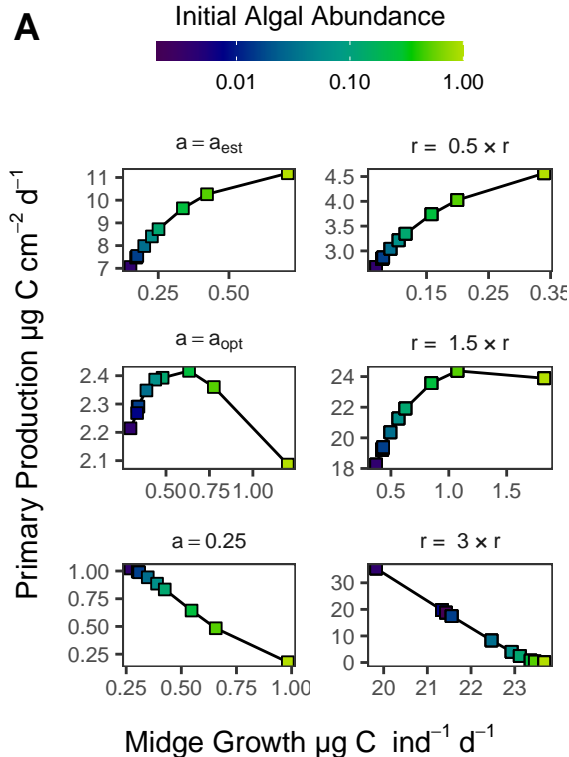 A
Initial Algal Abundance
0.01 0.10 1.00
a = a_est
r = 0.5 × r
11
10
9
8
7
0.25 0.50
4.5
4.0
3.5
3.0
0.15 0.25 0.35
a = a_opt
r = 1.5 × r
2.4
2.3
2.2
2.1
0.50 0.75 1.00
24
22
20
18
0.5 1.0 1.5
a = 0.25
r = 3 × r
1.00
0.75
0.50
0.25
0.25 0.50 0.75 1.00
30
20
10
0
20 21 22 23
Primary Production µg C cm⁻² d⁻¹
Midge Growth µg C ind⁻¹ d⁻¹